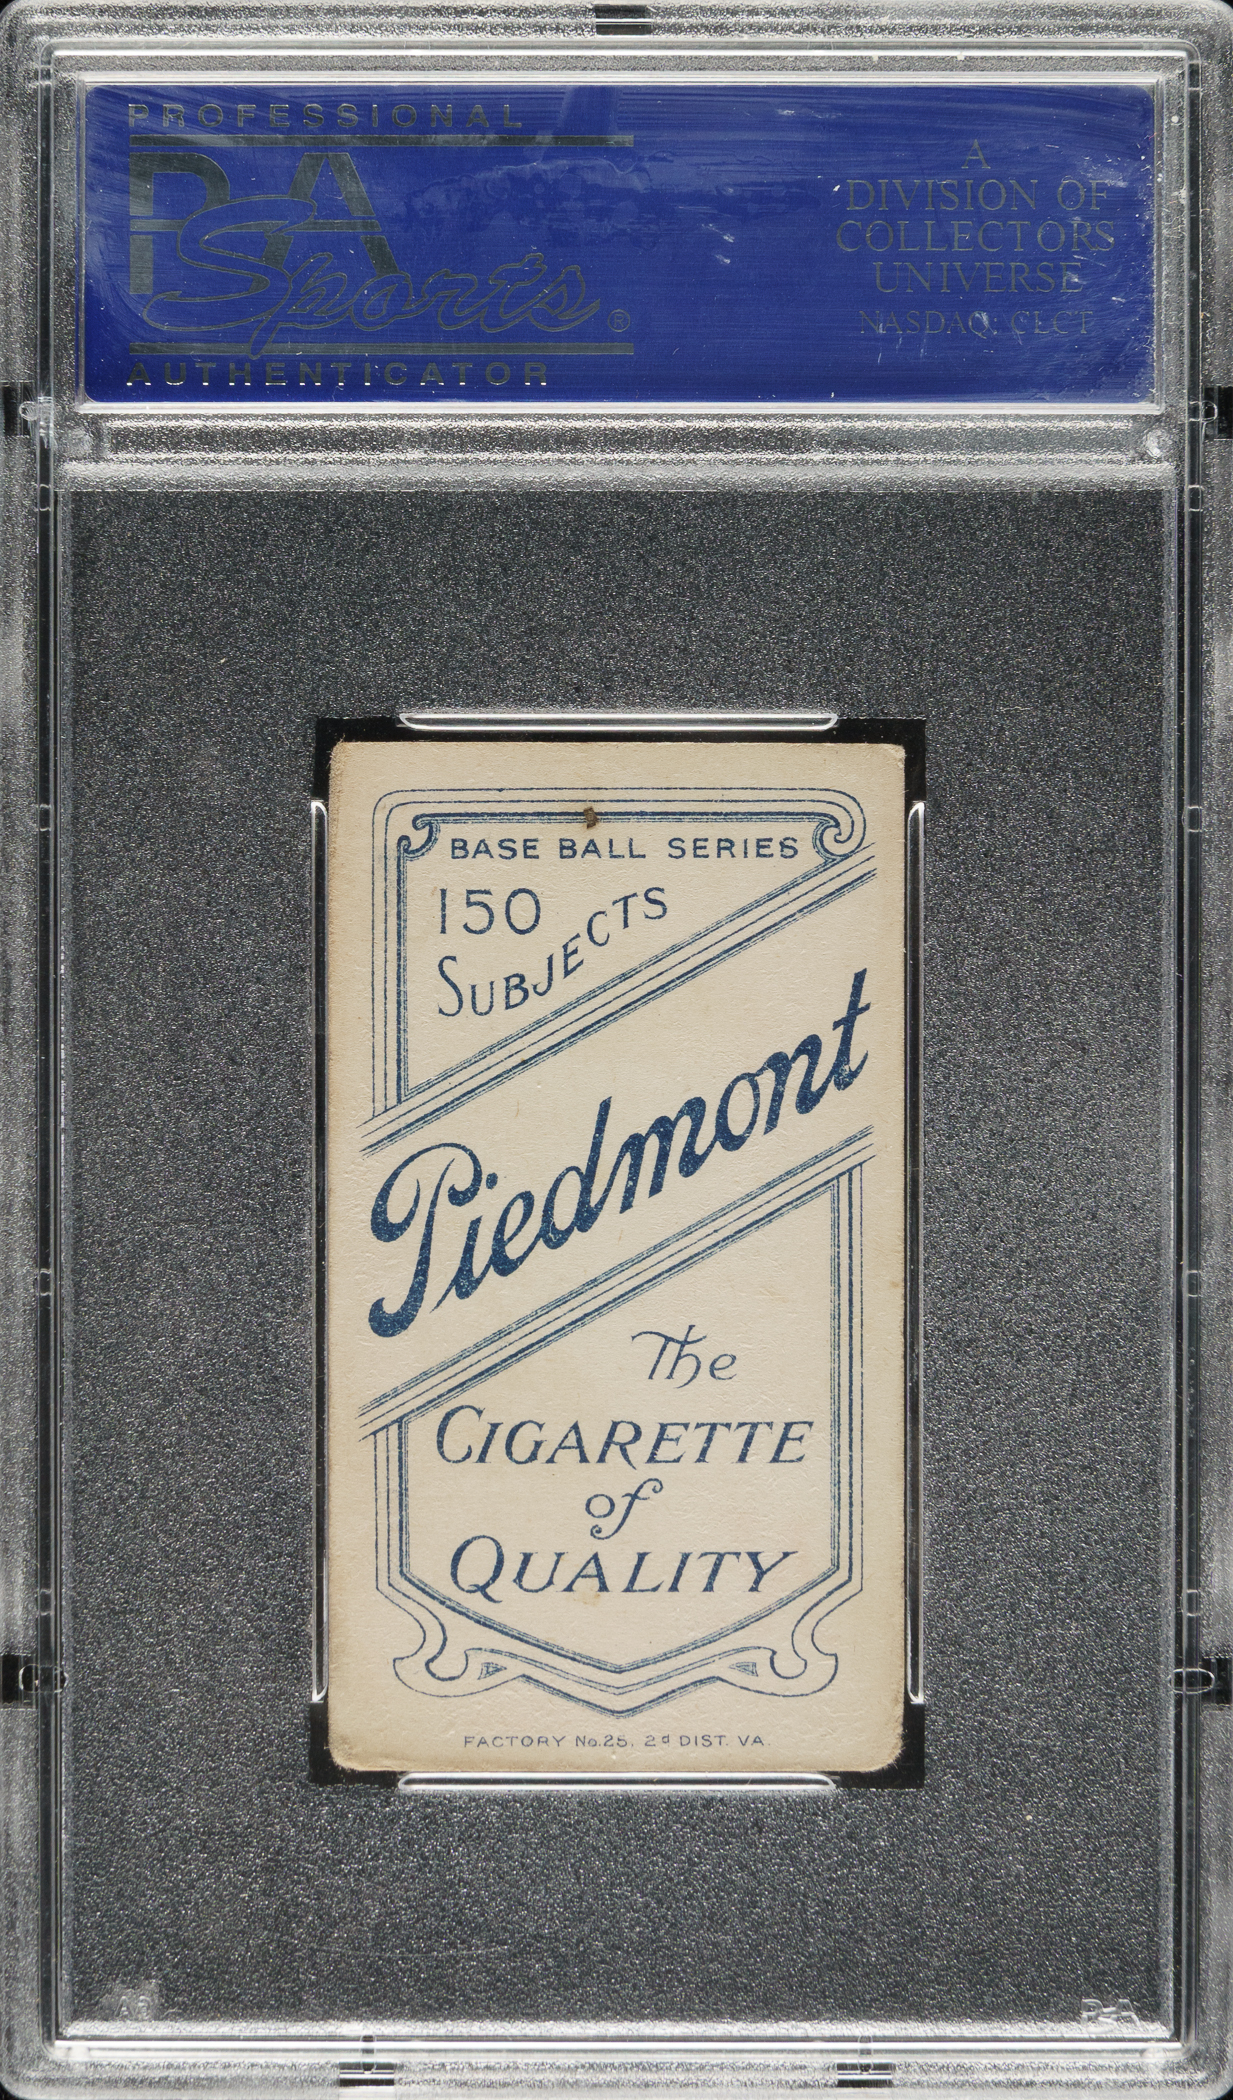 PROFESSIONAL
PSA
Sports®
AUTHENTICATOR
A
DIVISION OF
COLLECTORS
UNIVERSE
NASDAQ: CLCT
BASE BALL SERIES
150
SUBJECTS
Piedmont
The
CIGARETTE
of
QUALITY
FACTORY No. 25, 2d DIST. VA.
PSA